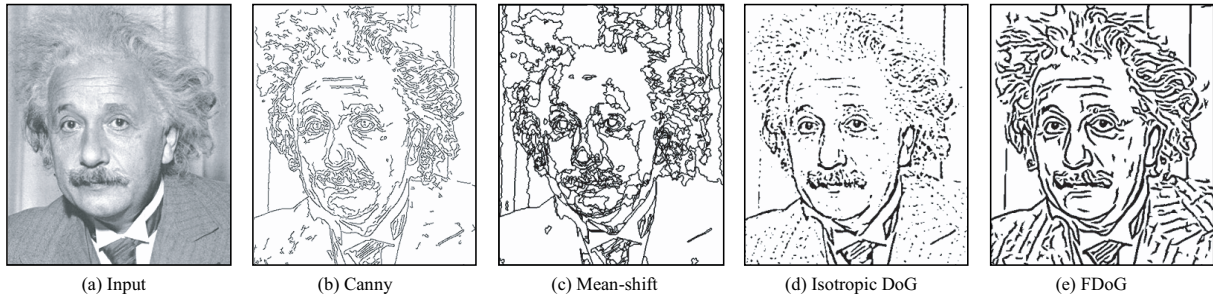 (a) Input
(b) Canny
(c) Mean-shift
(d) Isotropic DoG
(e) FDoG